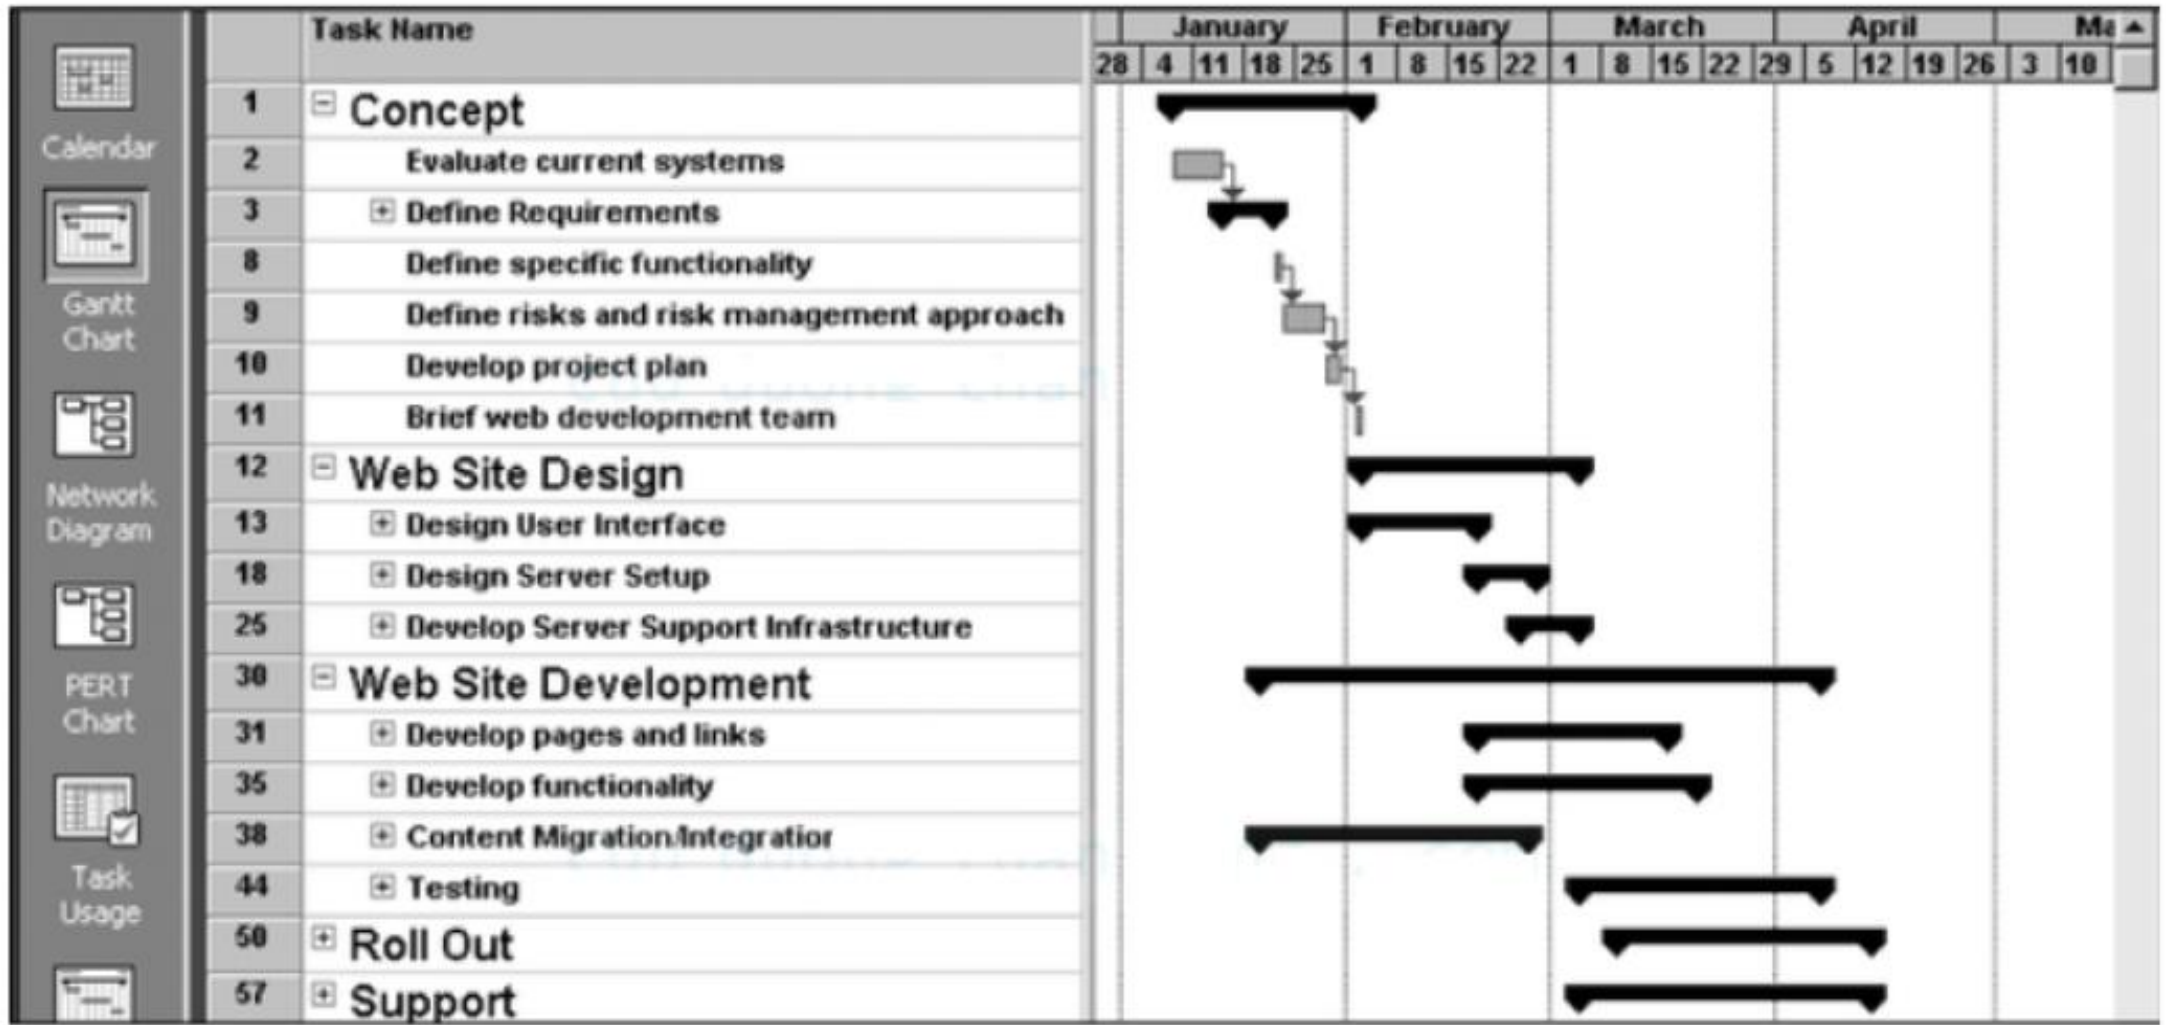 Task Name
January February March April Ma
28 4 11 18 25 1 8 15 22 1 8 15 22 29 5 12 19 26 3 10
1 Concept
2 Evaluate current systems
3 Define Requirements
8 Define specific functionality
9 Define risks and risk management approach
10 Develop project plan
11 Brief web development team
12 Web Site Design
13 Design User Interface
18 Design Server Setup
25 Develop Server Support Infrastructure
30 Web Site Development
31 Develop pages and links
35 Develop functionality
38 Content Migration/Integratior
44 Testing
50 Roll Out
57 Support
Calendar
Gantt
Chart
Network
Diagram
PERT
Chart
Task
Usage